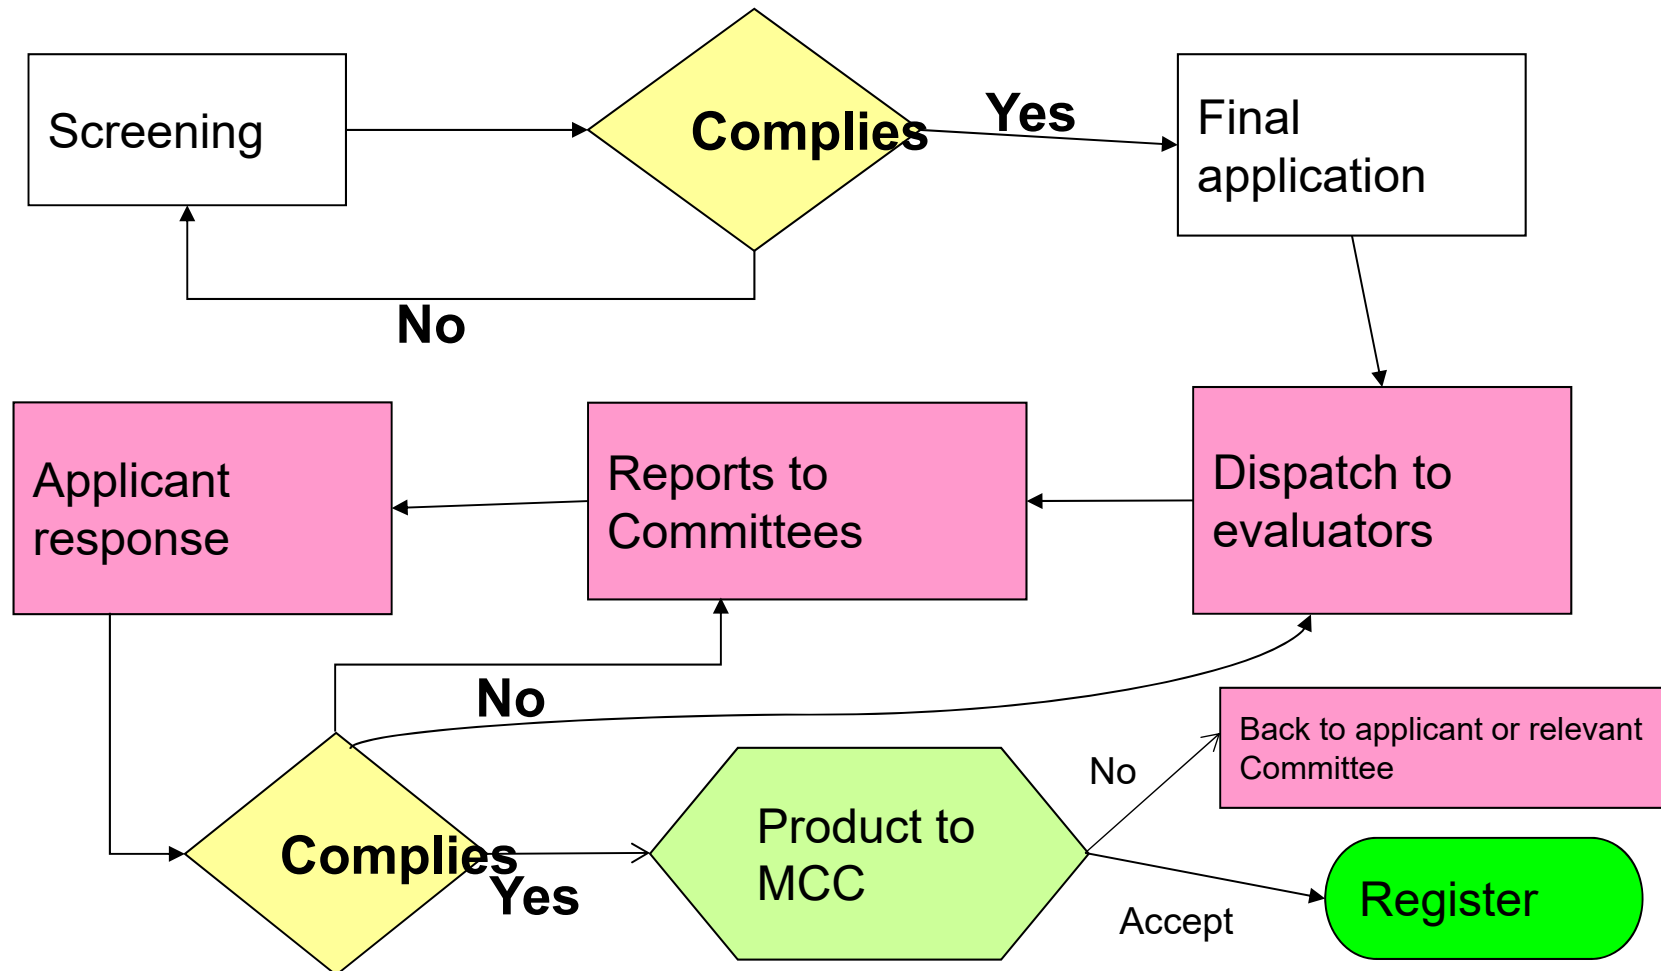 Screening
Complies
Yes
Final
application
No
Applicant
response
Reports to
Committees
Dispatch to
evaluators
No
Back to applicant or relevant
Committee
No
Product to
MCC
Complies
Yes
Register
Accept